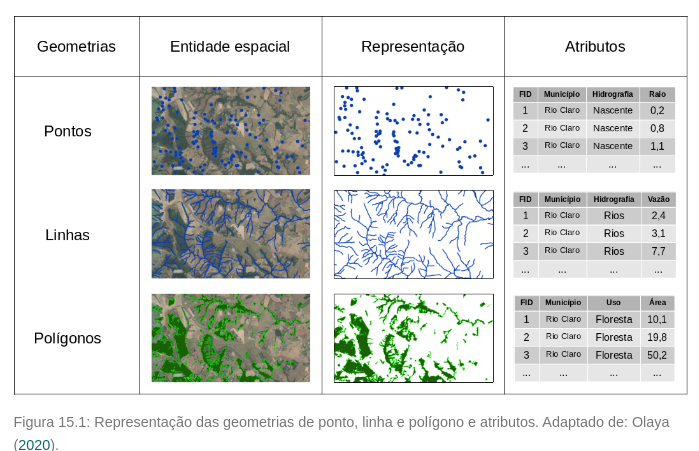 Geometrias Entidade espacial Representação Atributos
Pontos
FID Município Hidrografia Raio
1 Rio Claro Nascente 0,2
2 Rio Claro Nascente 0,8
3 Rio Claro Nascente 1,1
... ... ... ...
Linhas
FID Município Hidrografia Vazão
1 Rio Claro Rios 2,4
2 Rio Claro Rios 3,1
3 Rio Claro Rios 7,7
... ... ... ...
Polígonos
FID Município Uso Área
1 Rio Claro Floresta 10,1
2 Rio Claro Floresta 19,8
3 Rio Claro Floresta 50,2
... ... ... ...
Figura 15.1: Representação das geometrias de ponto, linha e polígono e atributos. Adaptado de: Olaya
(2020).